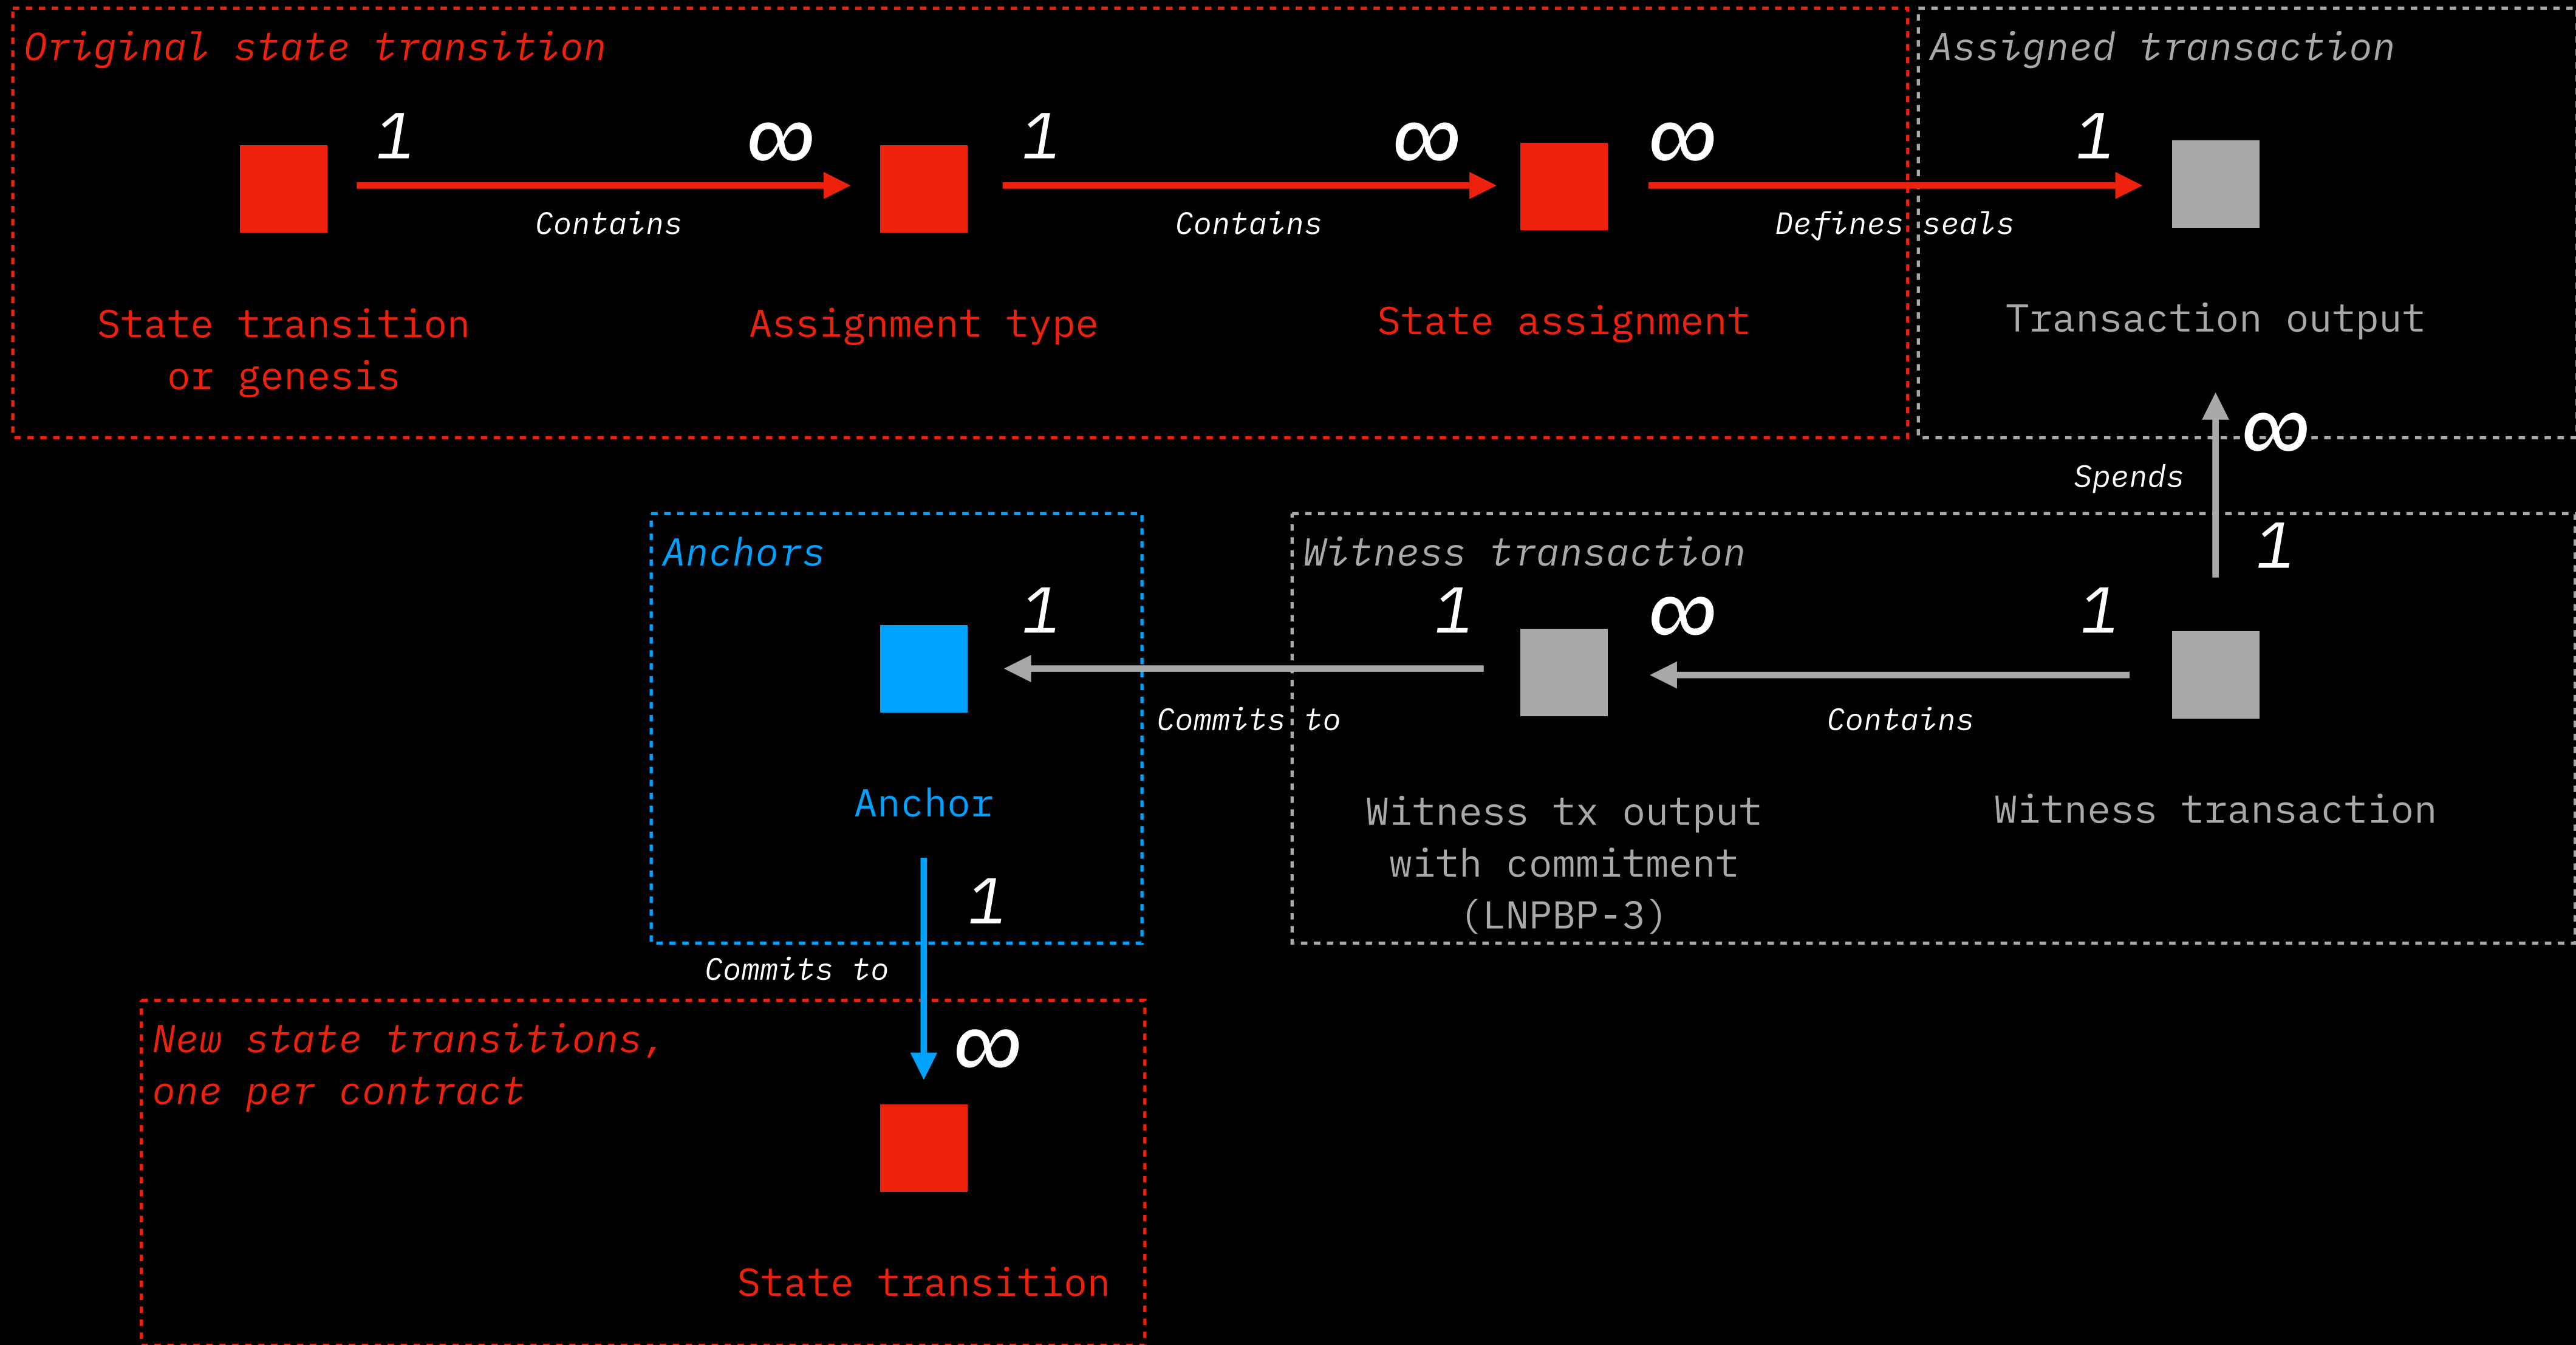 Original state transition
Assigned transaction
1 ∞ 1 ∞ ∞ 1
Contains
Contains
Defines seals
State transition
or genesis
Assignment type
State assignment
Transaction output
∞
Spends
1
Anchors
Witness transaction
1 1 ∞ 1
Commits to
Contains
Anchor
Witness tx output
with commitment
(LNPBP-3)
Witness transaction
1
Commits to
New state transitions,
one per contract
∞
State transition